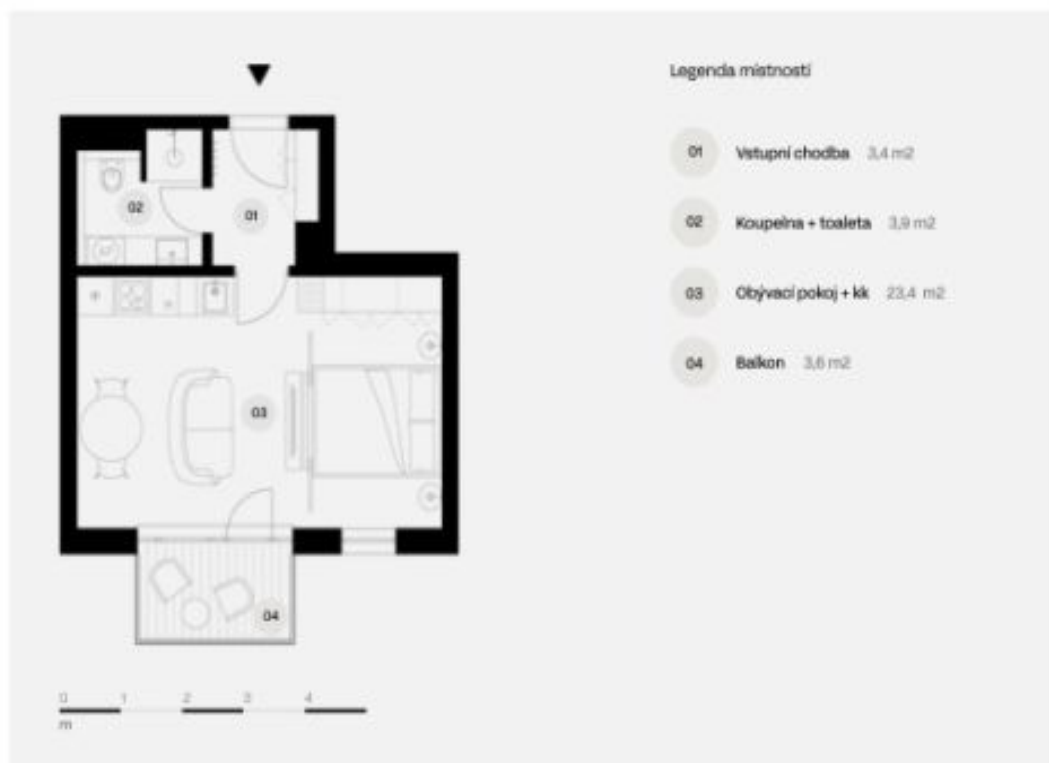 Legenda místností
01 Vstupní chodba 3,4 m2
02 Koupelna + toaleta 3,9 m2
03 Obývací pokoj + kk 23,4 m2
04 Balkon 3,6 m2
02
01
03
04
0 1 2 3 4
m